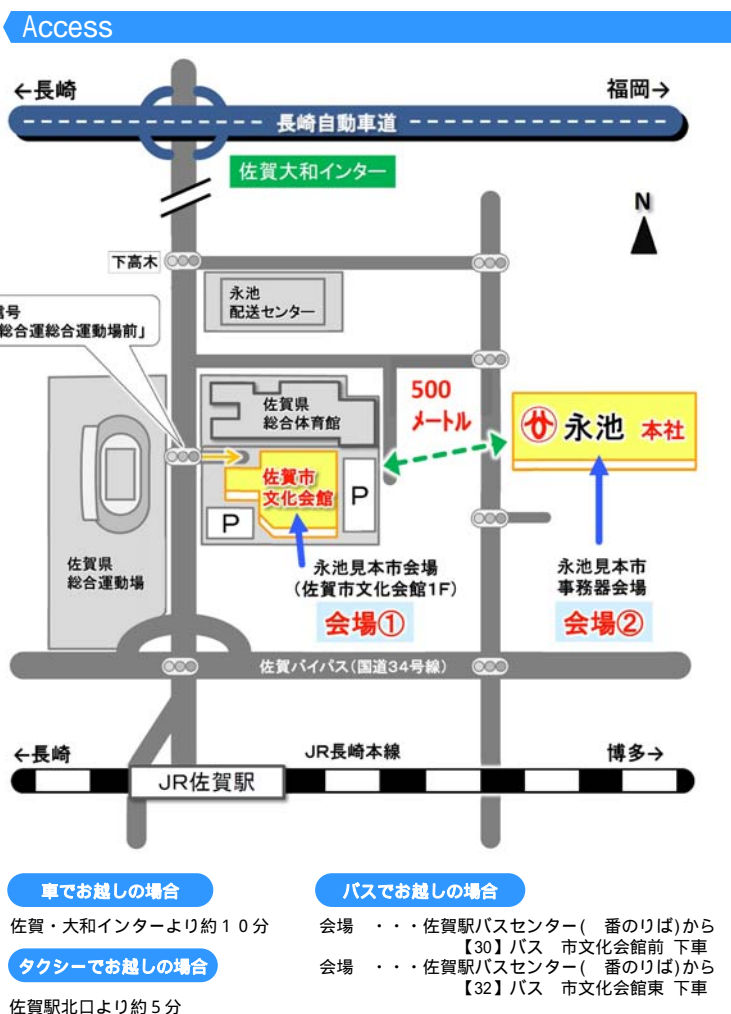 Access
←長崎
福岡→
長崎自動車道
佐賀大和インター
N
下高木
永池
配送センター
号
総合運総合運動場前」
500
メートル
佐賀県
総合体育館
永池 本社
佐賀市
文化会館
P
P
佐賀県
総合運動場
永池見本市会場
(佐賀市文化会館1F)
会場①
永池見本市
事務器会場
会場②
佐賀バイパス(国道34号線)
←長崎
JR長崎本線
博多→
JR佐賀駅
車でお越しの場合
佐賀・大和インターより約10分
タクシーでお越しの場合
佐賀駅北口より約5分
バスでお越しの場合
会場 ・・・佐賀駅バスセンター( 番のりば)から
【30】バス 市文化会館前 下車
会場 ・・・佐賀駅バスセンター( 番のりば)から
【32】バス 市文化会館東 下車